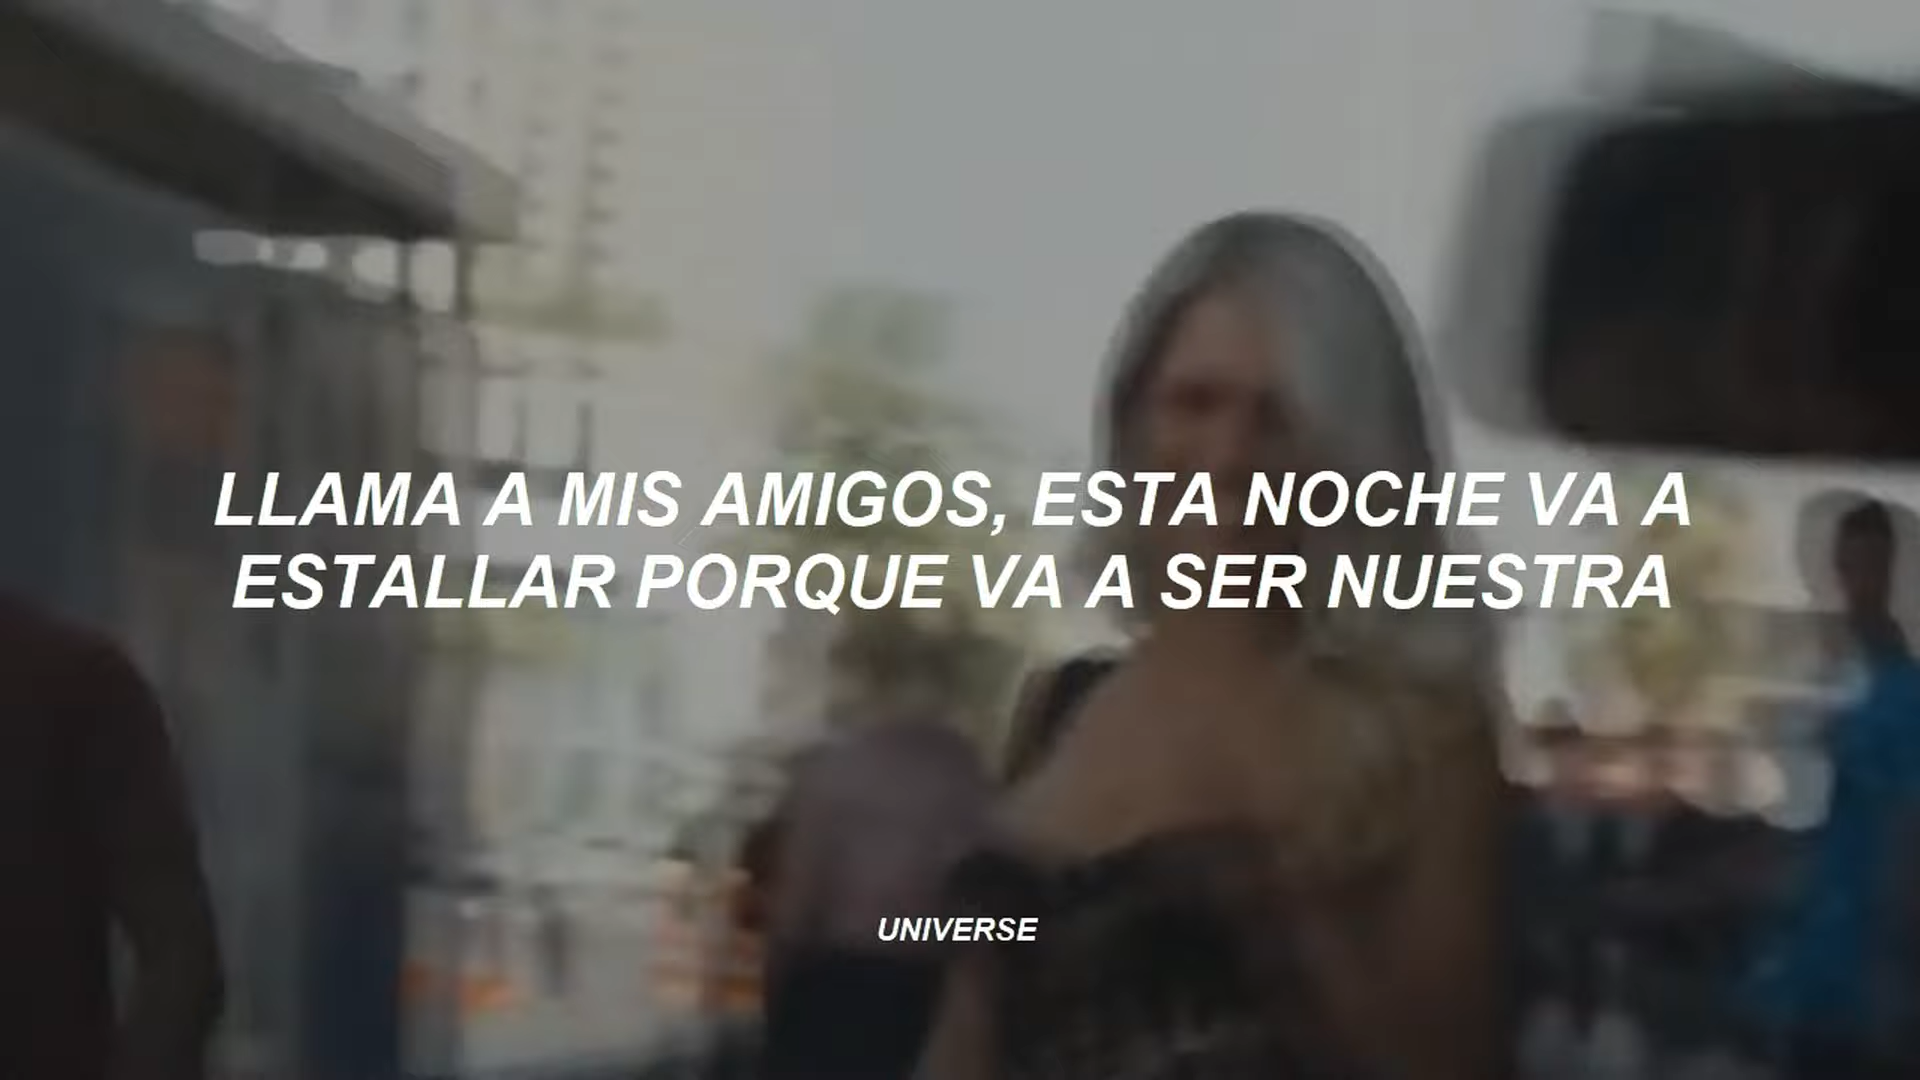 LLAMA A MIS AMIGOS, ESTA NOCHE VA A
ESTALLAR PORQUE VA A SER NUESTRA
UNIVERSE